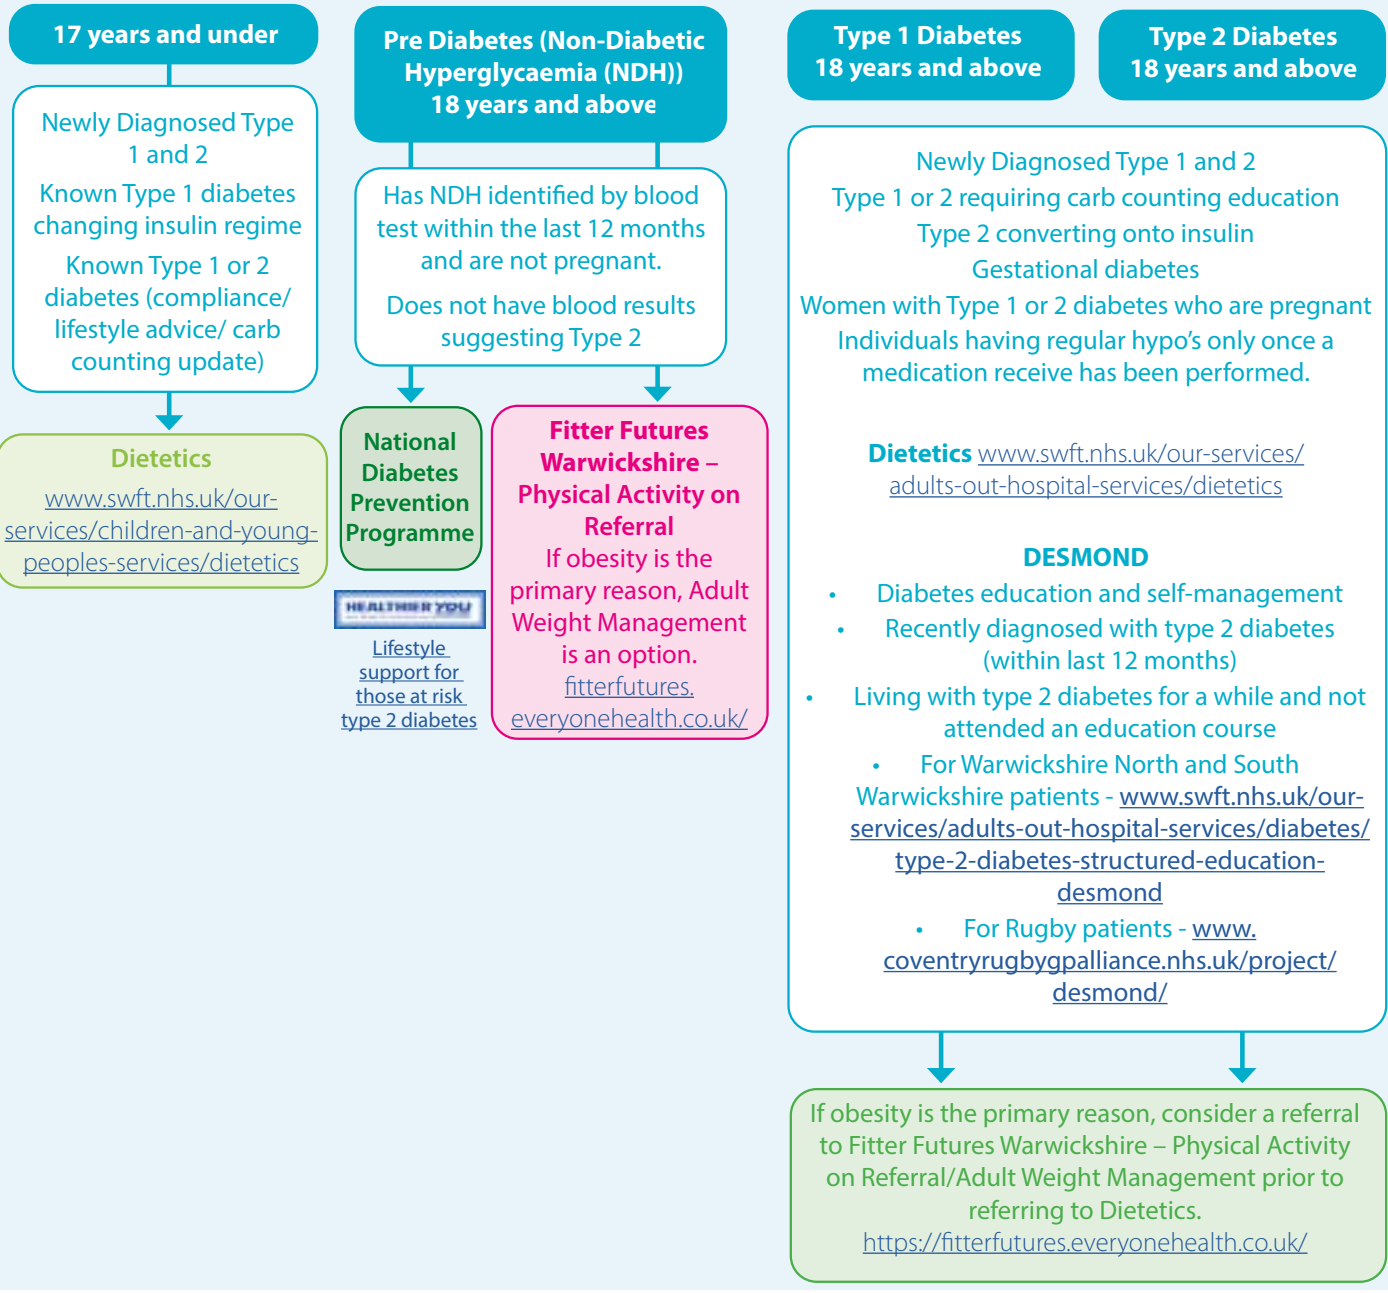 17 years and under
Newly Diagnosed Type
1 and 2
Known Type 1 diabetes
changing insulin regime
Known Type 1 or 2
diabetes (compliance/
lifestyle advice/ carb
counting update)
Dietetics
www.swft.nhs.uk/our-
services/children-and-young-
peoples-services/dietetics
Pre Diabetes (Non-Diabetic
Hyperglycaemia (NDH))
18 years and above
Has NDH identified by blood
test within the last 12 months
and are not pregnant.
Does not have blood results
suggesting Type 2
National
Diabetes
Prevention
Programme
HEALTHIER YOU
Lifestyle
support for
those at risk
type 2 diabetes
Fitter Futures
Warwickshire –
Physical Activity on
Referral
If obesity is the
primary reason, Adult
Weight Management
is an option.
fitterfutures.
everyonehealth.co.uk/
Type 1 Diabetes
18 years and above
Type 2 Diabetes
18 years and above
Newly Diagnosed Type 1 and 2
Type 1 or 2 requiring carb counting education
Type 2 converting onto insulin
Gestational diabetes
Women with Type 1 or 2 diabetes who are pregnant
Individuals having regular hypo's only once a
medication receive has been performed.
Dietetics www.swft.nhs.uk/our-services/
adults-out-hospital-services/dietetics
DESMOND
• Diabetes education and self-management
• Recently diagnosed with type 2 diabetes
(within last 12 months)
• Living with type 2 diabetes for a while and not
attended an education course
• For Warwickshire North and South
Warwickshire patients - www.swft.nhs.uk/our-
services/adults-out-hospital-services/diabetes/
type-2-diabetes-structured-education-
desmond
• For Rugby patients - www.
coventryrugbygpalliance.nhs.uk/project/
desmond/
If obesity is the primary reason, consider a referral
to Fitter Futures Warwickshire – Physical Activity
on Referral/Adult Weight Management prior to
referring to Dietetics.
https://fitterfutures.everyonehealth.co.uk/